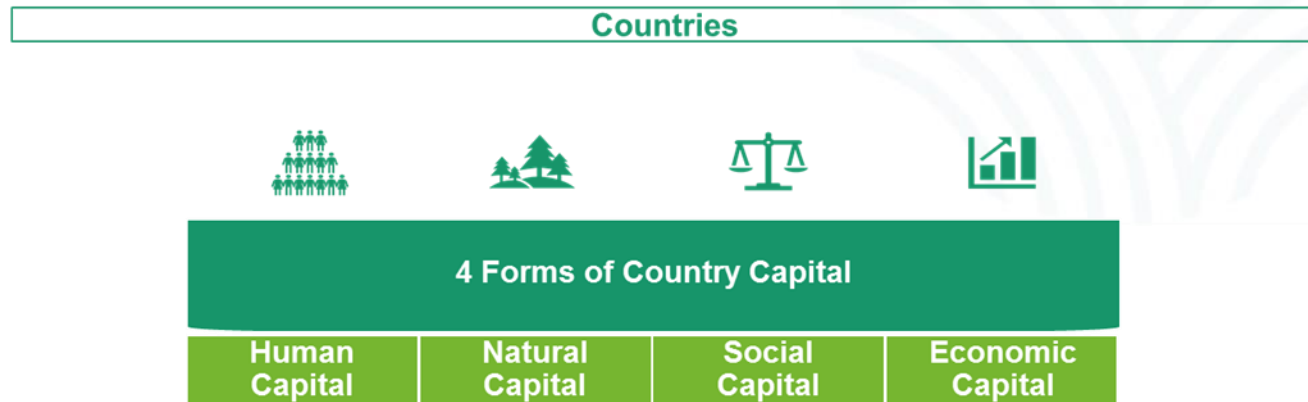 Countries
4 Forms of Country Capital
Human
Capital
Natural
Capital
Social
Capital
Economic
Capital